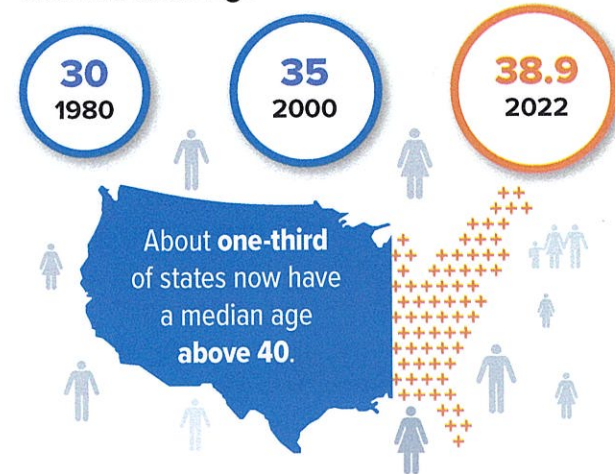 30
1980
35
2000
38.9
2022
About one-third
of states now have
a median age
above 40.